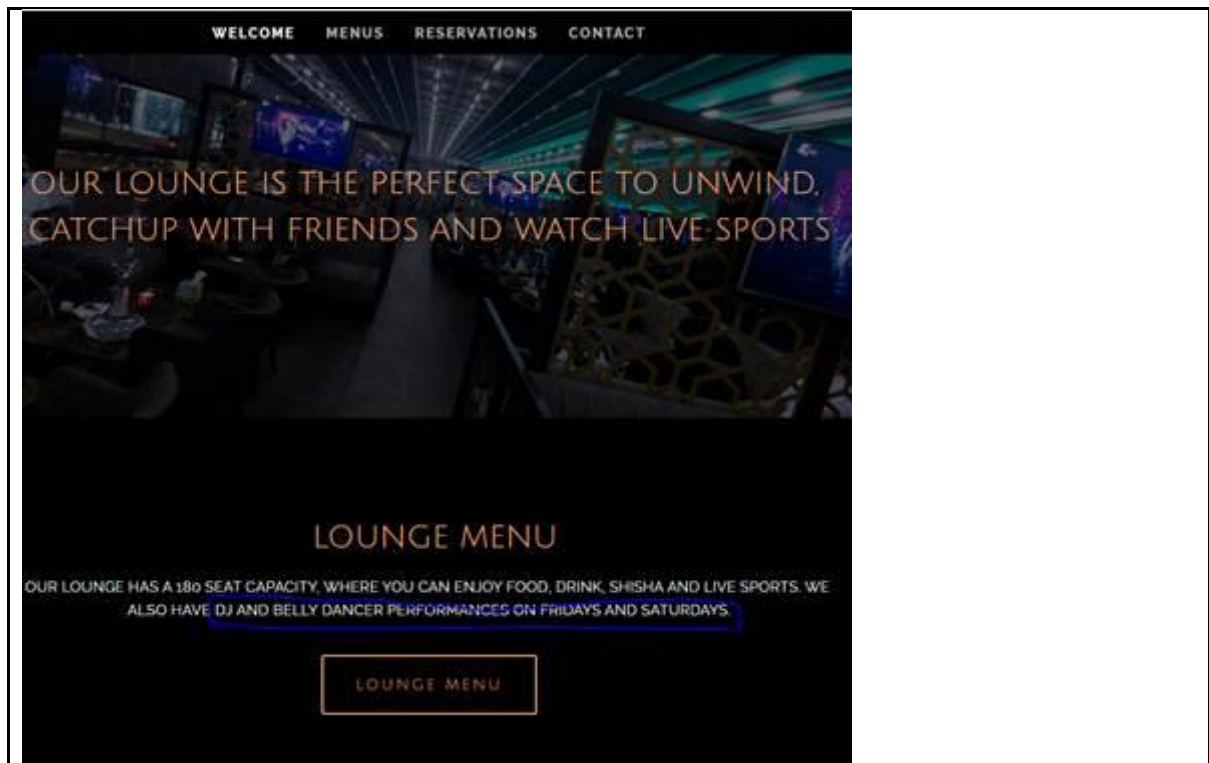 WELCOME MENUS RESERVATIONS CONTACT
OUR LOUNGE IS THE PERFECT SPACE TO UNWIND,
CATCHUP WITH FRIENDS AND WATCH LIVE SPORTS
LOUNGE MENU
OUR LOUNGE HAS A 180 SEAT CAPACITY, WHERE YOU CAN ENJOY FOOD, DRINK, SHISHA AND LIVE SPORTS. WE
ALSO HAVE DJ AND BELLY DANCER PERFORMANCES ON FRIDAYS AND SATURDAYS.
LOUNGE MENU